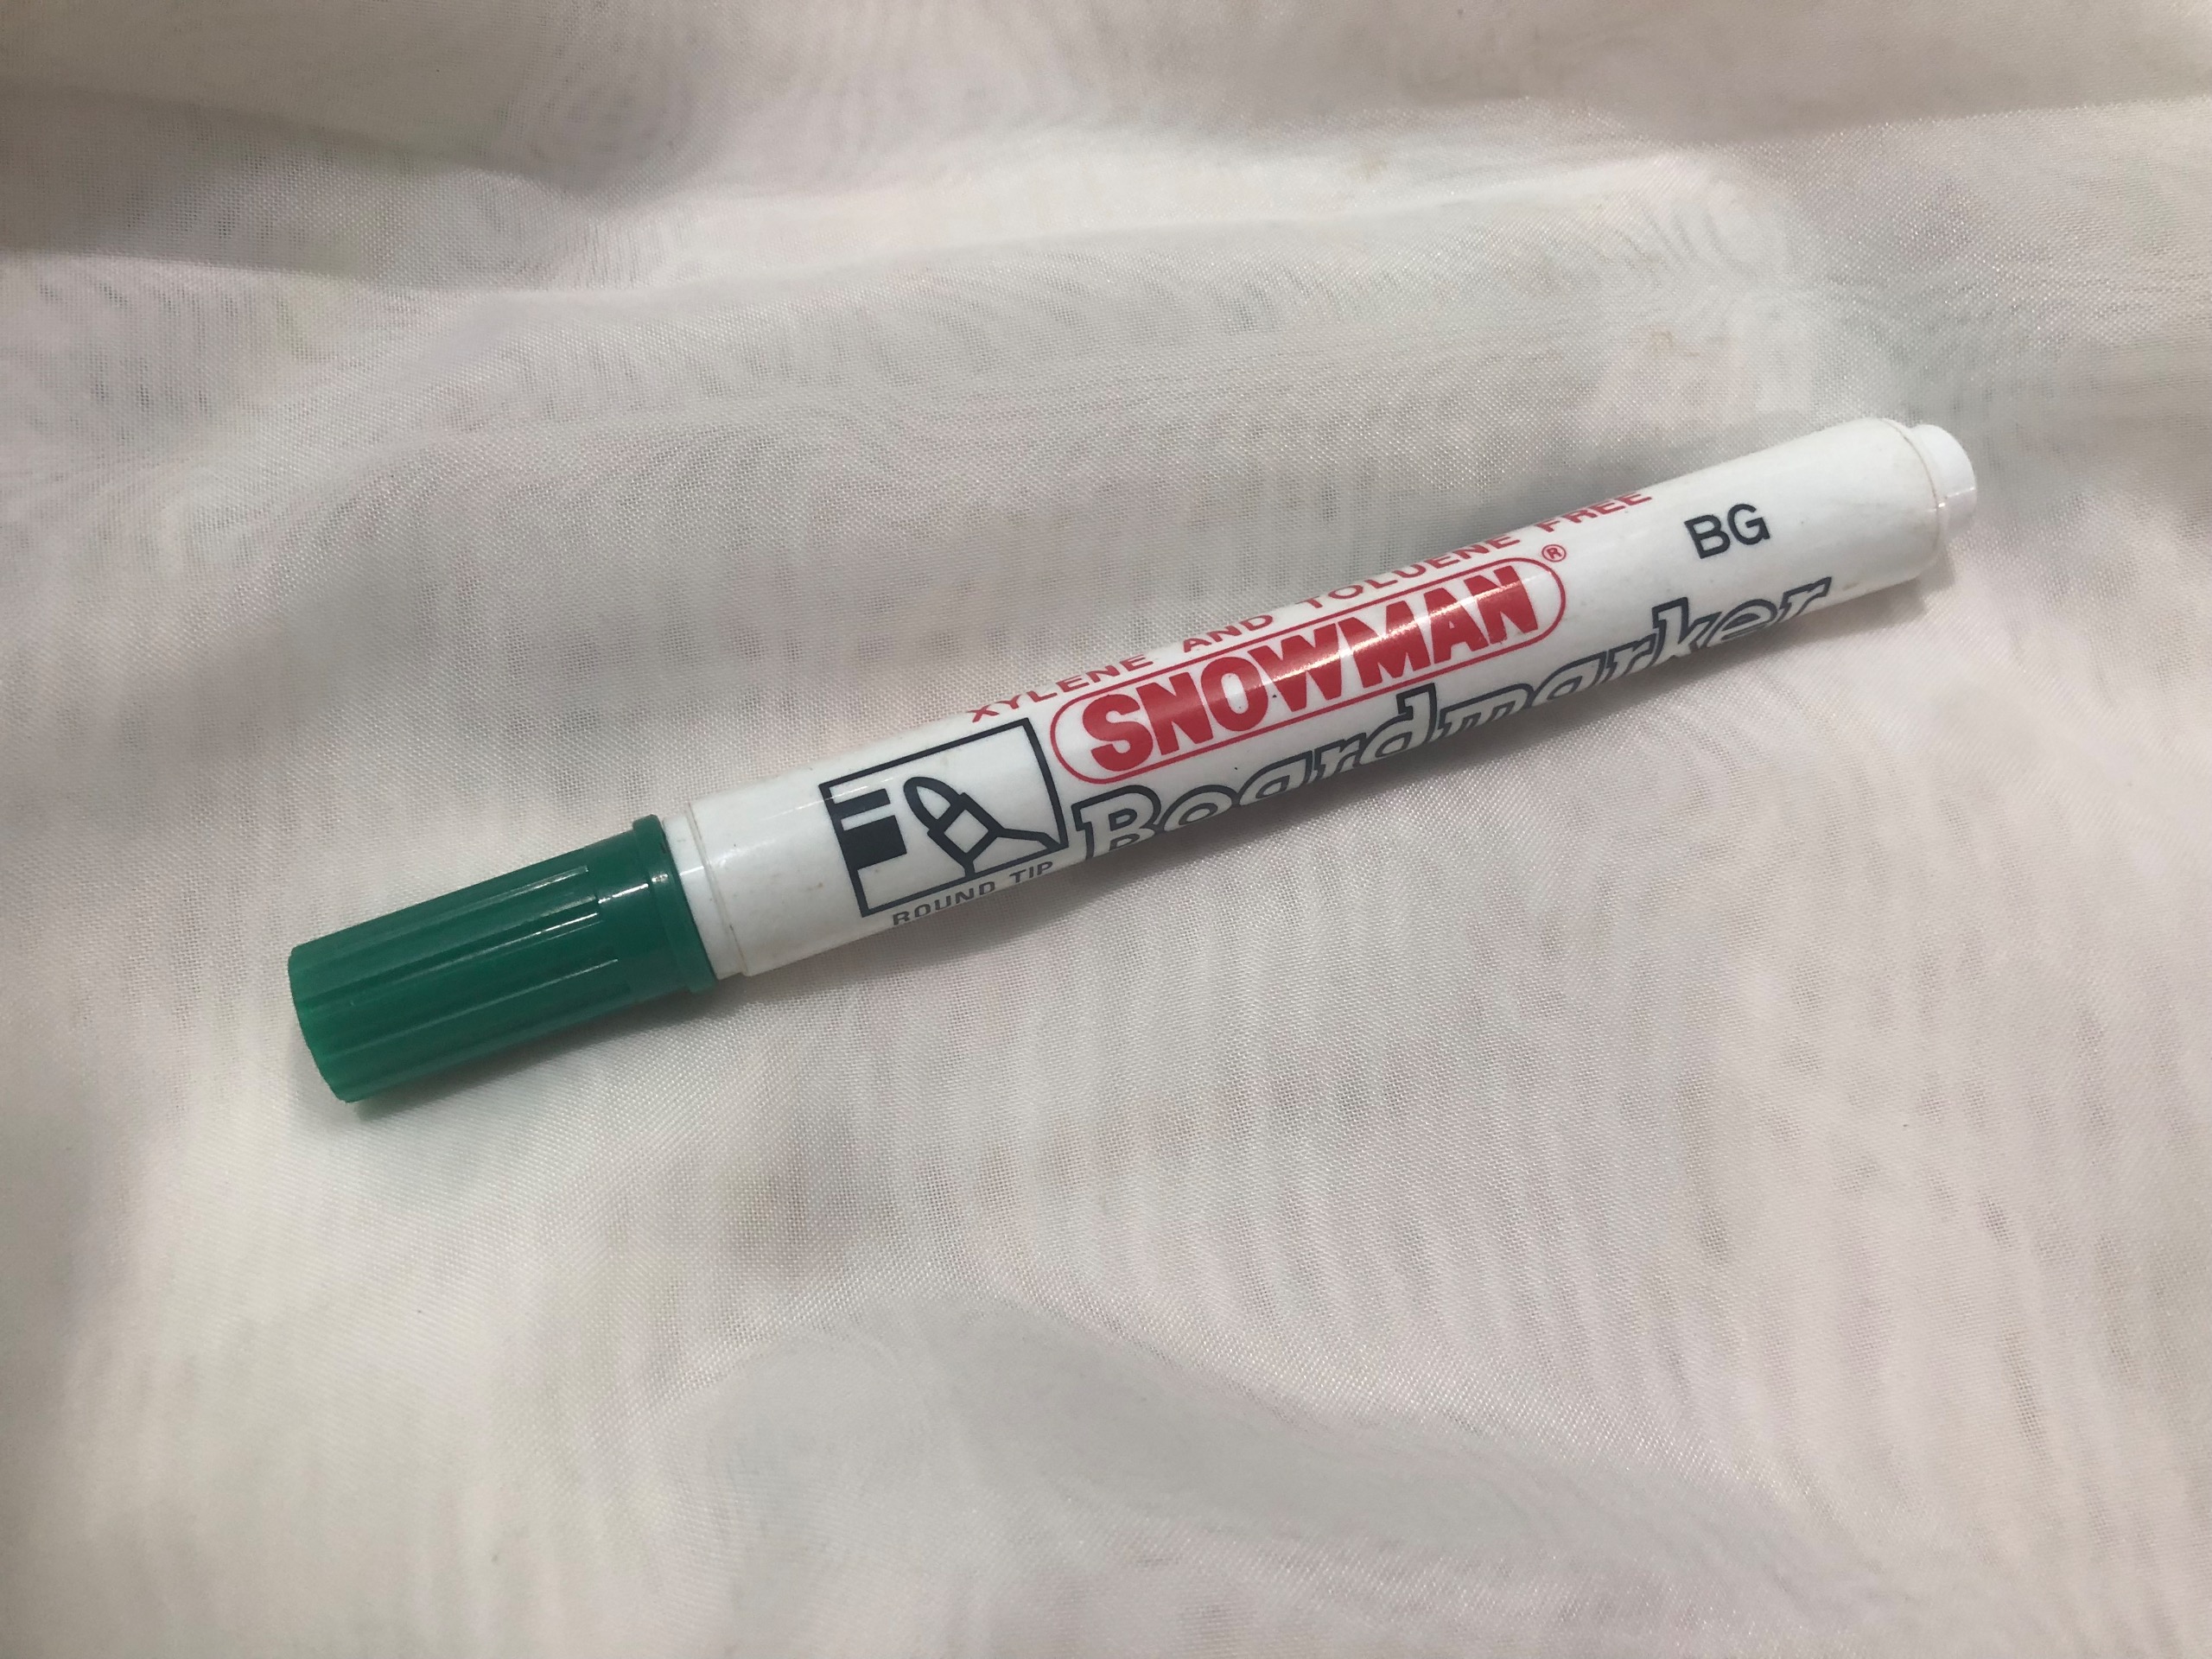 XYLENE AND TOLUENE FREE
SNOWMAN®
BG
Boardmarker
ROUND TIP